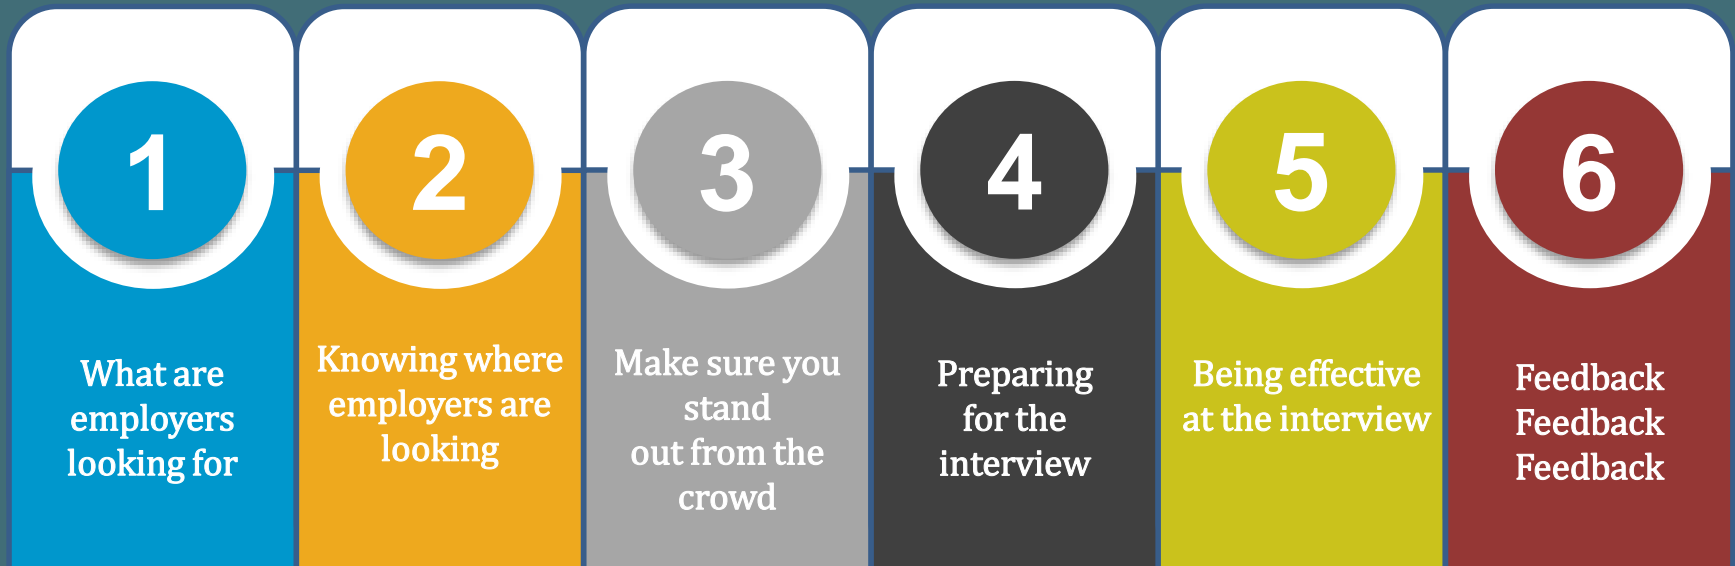 1
What are
employers
looking for
2
Knowing where
employers are
looking
3
Make sure you
stand
out from the
crowd
4
Preparing
for the
interview
5
Being effective
at the interview
6
Feedback
Feedback
Feedback